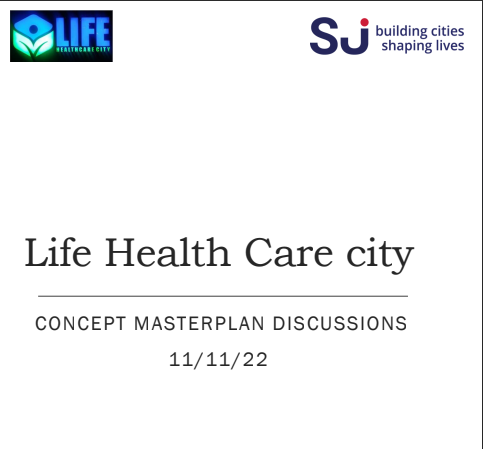 LIFE
HEALTHCARE CITY
SJ building cities
shaping lives
Life Health Care city
CONCEPT MASTERPLAN DISCUSSIONS
11/11/22